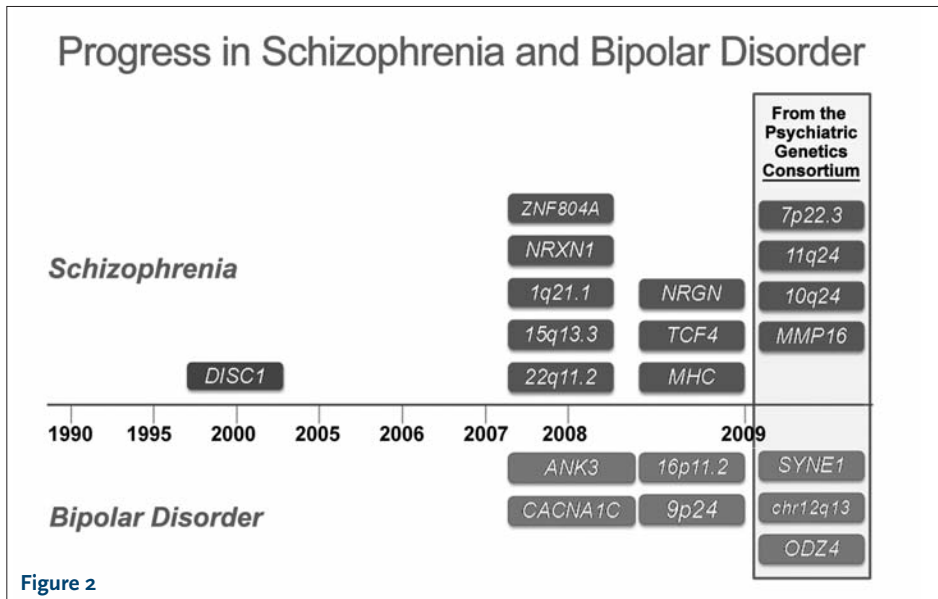 Progress in Schizophrenia and Bipolar Disorder
From the
Psychiatric
Genetics
Consortium
Schizophrenia
ZNF804A
NRXN1
1q21.1
15q13.3
22q11.2
NRGN
TCF4
MHC
7p22.3
11q24
10q24
MMP16
DISC1
1990 1995 2000 2005 2006 2007 2008 2009
Bipolar Disorder
ANK3
CACNA1C
16p11.2
9p24
SYNE1
chr12q13
ODZ4
Figure 2